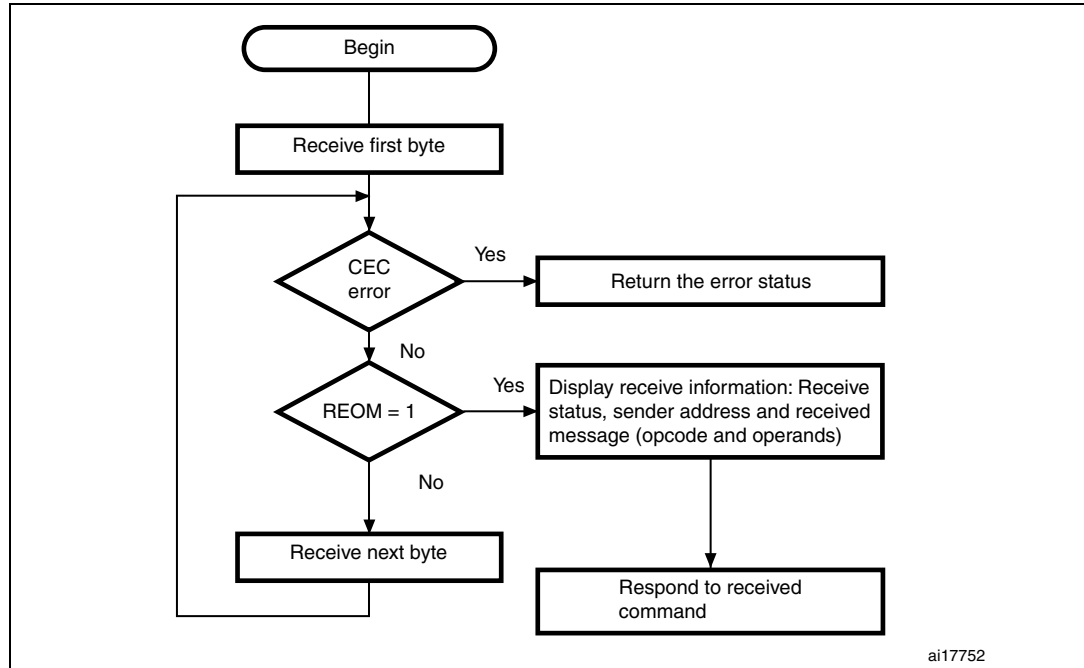 Begin
Receive first byte
CEC
error
Yes
Return the error status
No
REOM = 1
Yes
Display receive information: Receive
status, sender address and received
message (opcode and operands)
No
Receive next byte
Respond to received
command
ai17752